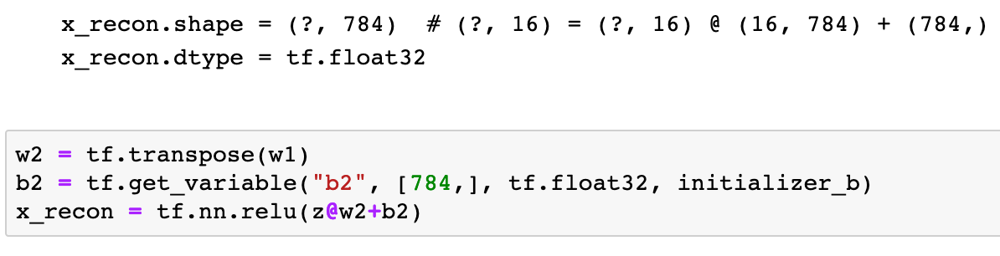 x_recon.shape = (?, 784)  # (?, 16) = (?, 16) @ (16, 784) + (784,)
x_recon.dtype = tf.float32
w2 = tf.transpose(w1)
b2 = tf.get_variable("b2", [784,], tf.float32, initializer_b)
x_recon = tf.nn.relu(z@w2+b2)